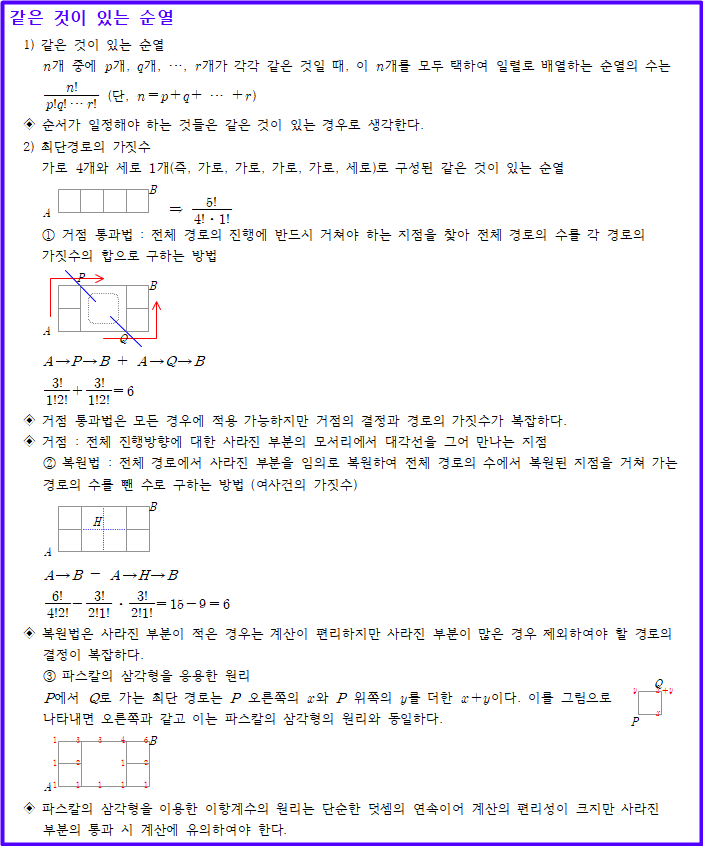 같은 것이 있는 순열
1) 같은 것이 있는 순열
n개 중에 p개, q개, ⋯, r개가 각각 같은 것일 때, 이 n개를 모두 택하여 일렬로 배열하는 순열의 수는
n!/(p!q!⋯r!) (단, n=p+q+ ⋯ +r)
◈ 순서가 일정해야 하는 것들은 같은 것이 있는 경우로 생각한다.
2) 최단경로의 가짓수
가로 4개와 세로 1개(즉, 가로, 가로, 가로, 가로, 세로)로 구성된 같은 것이 있는 순열
A B ⇒ 5!/(4!·1!)
① 거점 통과법 : 전체 경로의 진행에 반드시 거쳐야 하는 지점을 찾아 전체 경로의 수를 각 경로의
가짓수의 합으로 구하는 방법
P
B
A
Q
A→P→B + A→Q→B
3!/(1!2!)+3!/(1!2!)=6
◈ 거점 통과법은 모든 경우에 적용 가능하지만 거점의 결정과 경로의 가짓수가 복잡하다.
◈ 거점 : 전체 진행방향에 대한 사라진 부분의 모서리에서 대각선을 그어 만나는 지점
② 복원법 : 전체 경로에서 사라진 부분을 임의로 복원하여 전체 경로의 수에서 복원된 지점을 거쳐 가는
경로의 수를 뺀 수로 구하는 방법 (여사건의 가짓수)
B
H
A
A→B − A→H→B
6!/(4!2!)−3!/(2!1!)·3!/(2!1!)=15−9=6
◈ 복원법은 사라진 부분이 적은 경우는 계산이 편리하지만 사라진 부분이 많은 경우 제외하여야 할 경로의
결정이 복잡하다.
③ 파스칼의 삼각형을 응용한 원리
P에서 Q로 가는 최단 경로는 P 오른쪽의 x와 P 위쪽의 y를 더한 x+y이다. 이를 그림으로
나타내면 오른쪽과 같고 이는 파스칼의 삼각형의 원리와 동일하다.
Q
y x+y
P x
1 3 3 4 6 B
1 2 1 2
A 1 1 1 1 1
◈ 파스칼의 삼각형을 이용한 이항계수의 원리는 단순한 덧셈의 연속이어 계산의 편리성이 크지만 사라진
부분의 통과 시 계산에 유의하여야 한다.